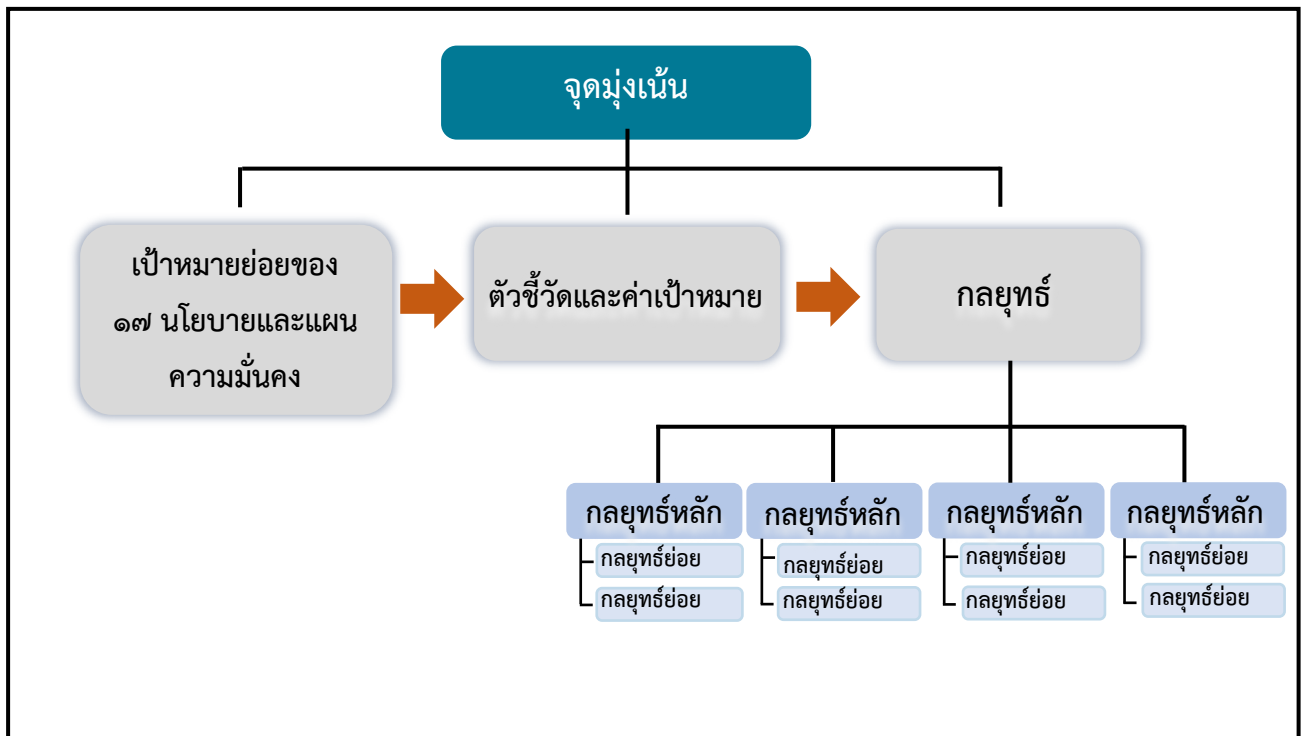 จุดมุ่งเน้น
เป้าหมายย่อยของ
๑๗ นโยบายและแผน
ความมั่นคง
ตัวชี้วัดและค่าเป้าหมาย
กลยุทธ์
กลยุทธ์หลัก
กลยุทธ์ย่อย
กลยุทธ์ย่อย
กลยุทธ์หลัก
กลยุทธ์ย่อย
กลยุทธ์ย่อย
กลยุทธ์หลัก
กลยุทธ์ย่อย
กลยุทธ์ย่อย
กลยุทธ์หลัก
กลยุทธ์ย่อย
กลยุทธ์ย่อย